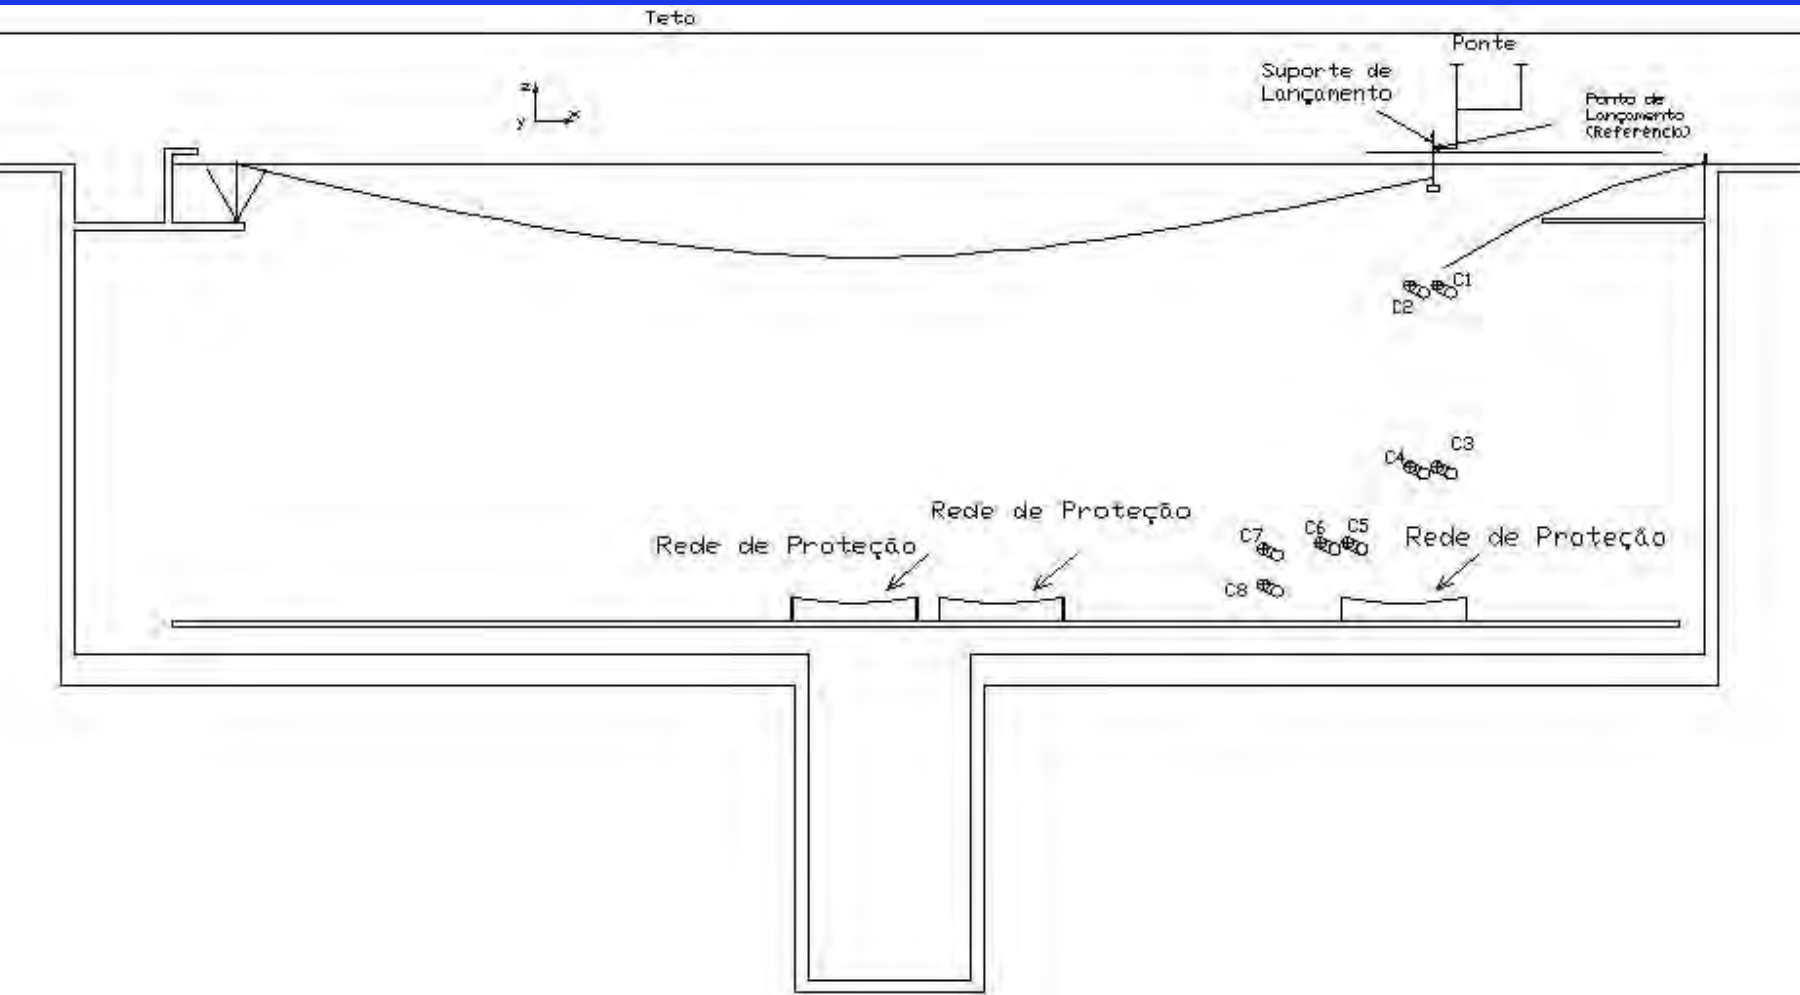 Teto
Ponte
Suporte de
Lançamento
Ponto de
Lançamento
(Referência)
z
y
x
C1
C2
C3
C4
Rede de Proteção
C7
C6
C5
Rede de Proteção
Rede de Proteção
C8